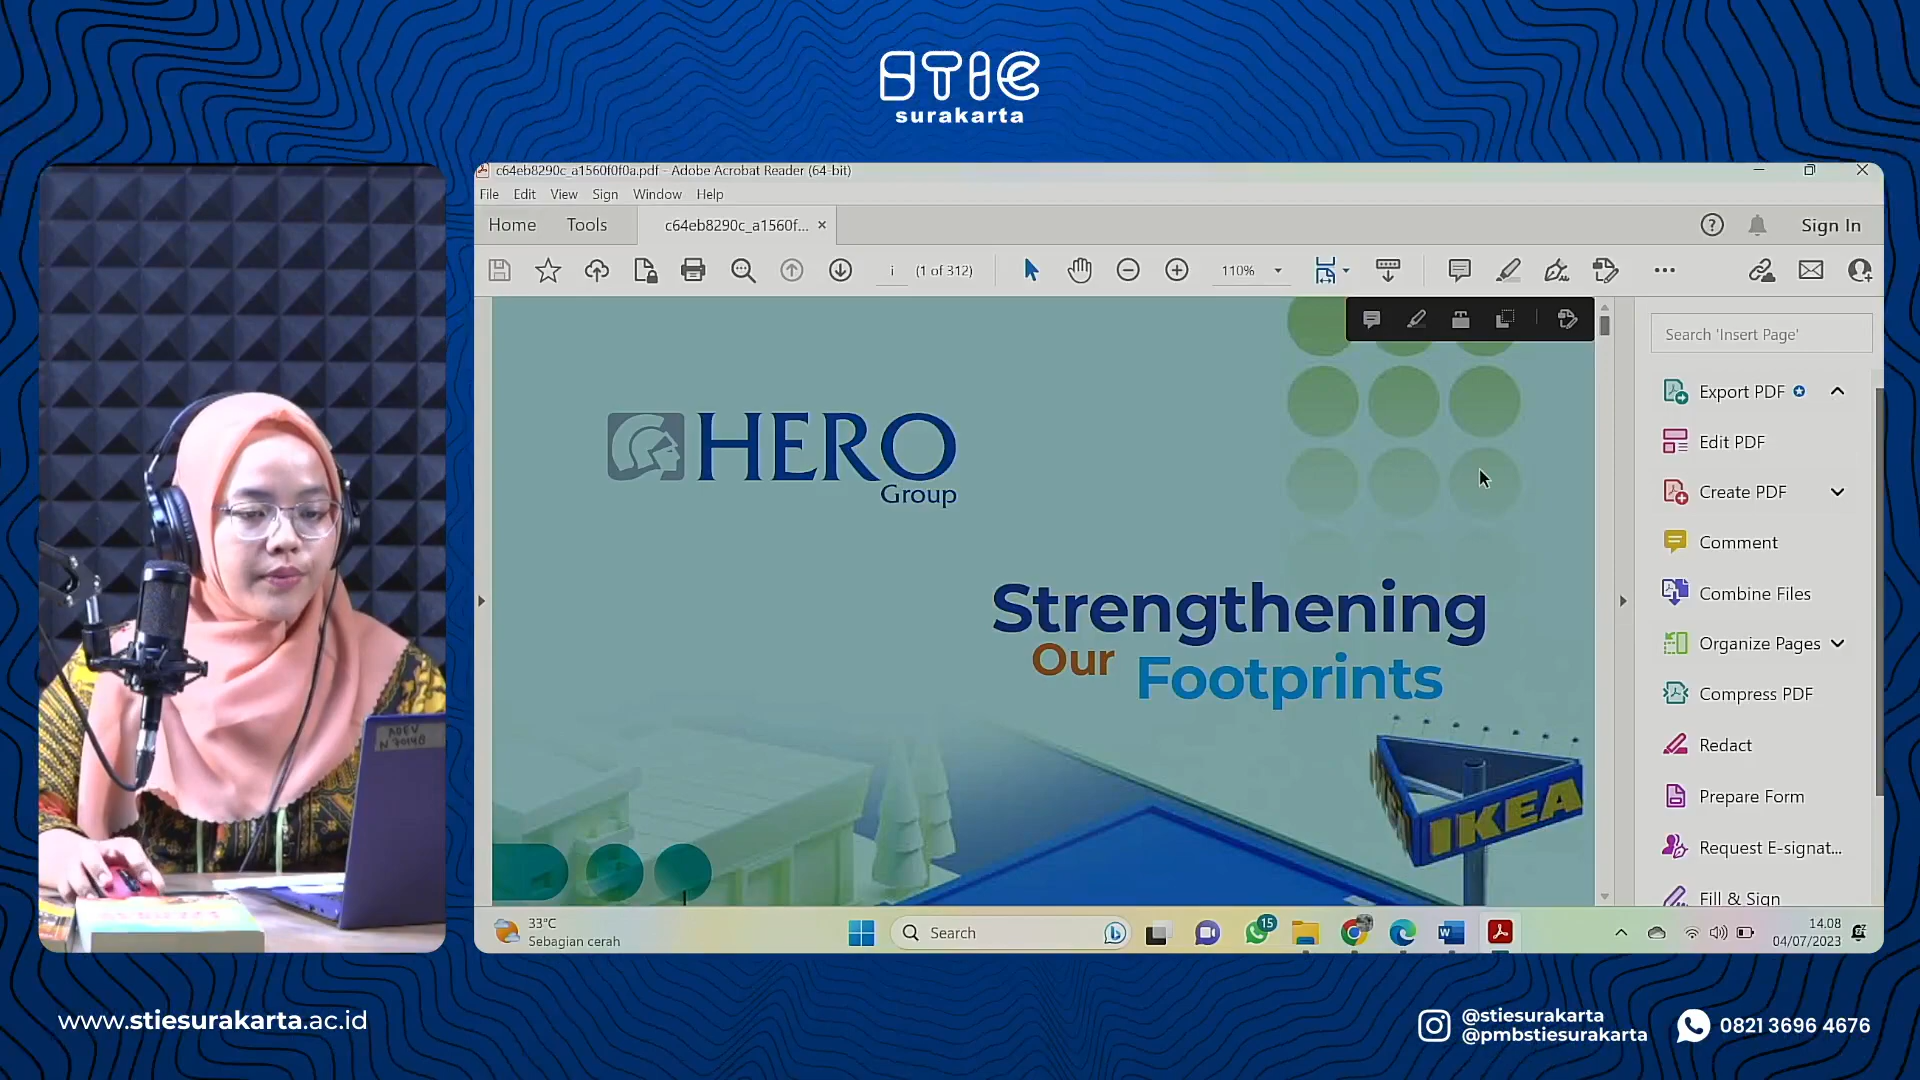 STIE
surakarta
c64eb8290c_a1560f0f0a.pdf - Adobe Acrobat Reader (64-bit)
File Edit View Sign Window Help
Home Tools c64eb8290c_a1560f... × Sign In
i (1 of 312) 110%
Search 'Insert Page'
Export PDF
Edit PDF
Create PDF
Comment
Combine Files
Organize Pages
Compress PDF
Redact
Prepare Form
Request E-signat...
Fill & Sign
HERO
Group
Strengthening
Our Footprints
IKEA
33°C
Sebagian cerah
Search
15
14.08
04/07/2023
www.stiesurakarta.ac.id
@stiesurakarta
@pmbstiesurakarta
0821 3696 4676